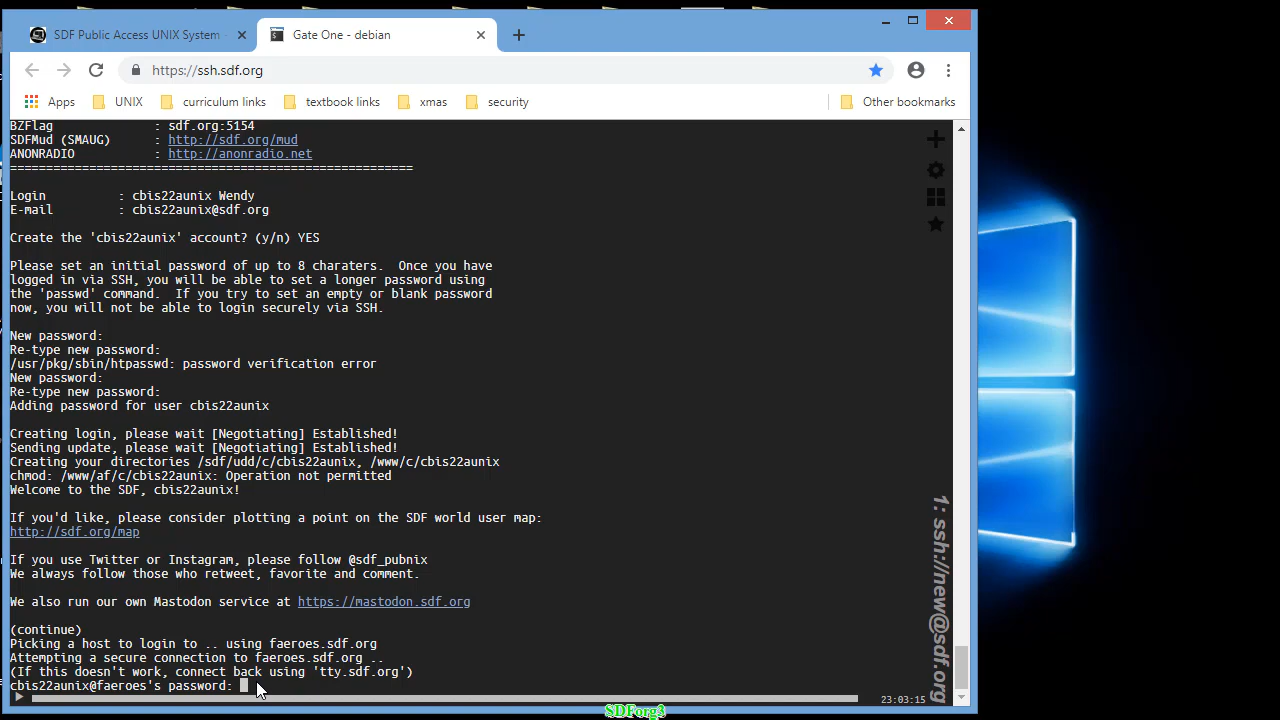 SDF Public Access UNIX System -
Gate One - debian
https://ssh.sdf.org
Apps UNIX curriculum links textbook links xmas security Other bookmarks
BZFlag : sdf.org:5154
SDFMud (SMAUG) : http://sdf.org/mud
ANONRADIO : http://anonradio.net
========================================================
Login : cbis22aunix Wendy
E-mail : cbis22aunix@sdf.org
Create the 'cbis22aunix' account? (y/n) YES
Please set an initial password of up to 8 charaters. Once you have
logged in via SSH, you will be able to set a longer password using
the 'passwd' command. If you try to set an empty or blank password
now, you will not be able to login securely via SSH.
New password:
Re-type new password:
/usr/pkg/sbin/htpasswd: password verification error
New password:
Re-type new password:
Adding password for user cbis22aunix
Creating login, please wait [Negotiating] Established!
Sending update, please wait [Negotiating] Established!
Creating your directories /sdf/udd/c/cbis22aunix, /www/c/cbis22aunix
chmod: /www/af/c/cbis22aunix: Operation not permitted
Welcome to the SDF, cbis22aunix!
If you'd like, please consider plotting a point on the SDF world user map:
http://sdf.org/map
If you use Twitter or Instagram, please follow @sdf_pubnix
We always follow those who retweet, favorite and comment.
We also run our own Mastodon service at https://mastodon.sdf.org
(continue)
Picking a host to login to .. using faeroes.sdf.org
Attempting a secure connection to faeroes.sdf.org ..
(If this doesn't work, connect back using 'tty.sdf.org')
cbis22aunix@faeroes's password:
1: ssh://new@sdf.org
23:03:15
SDForg3